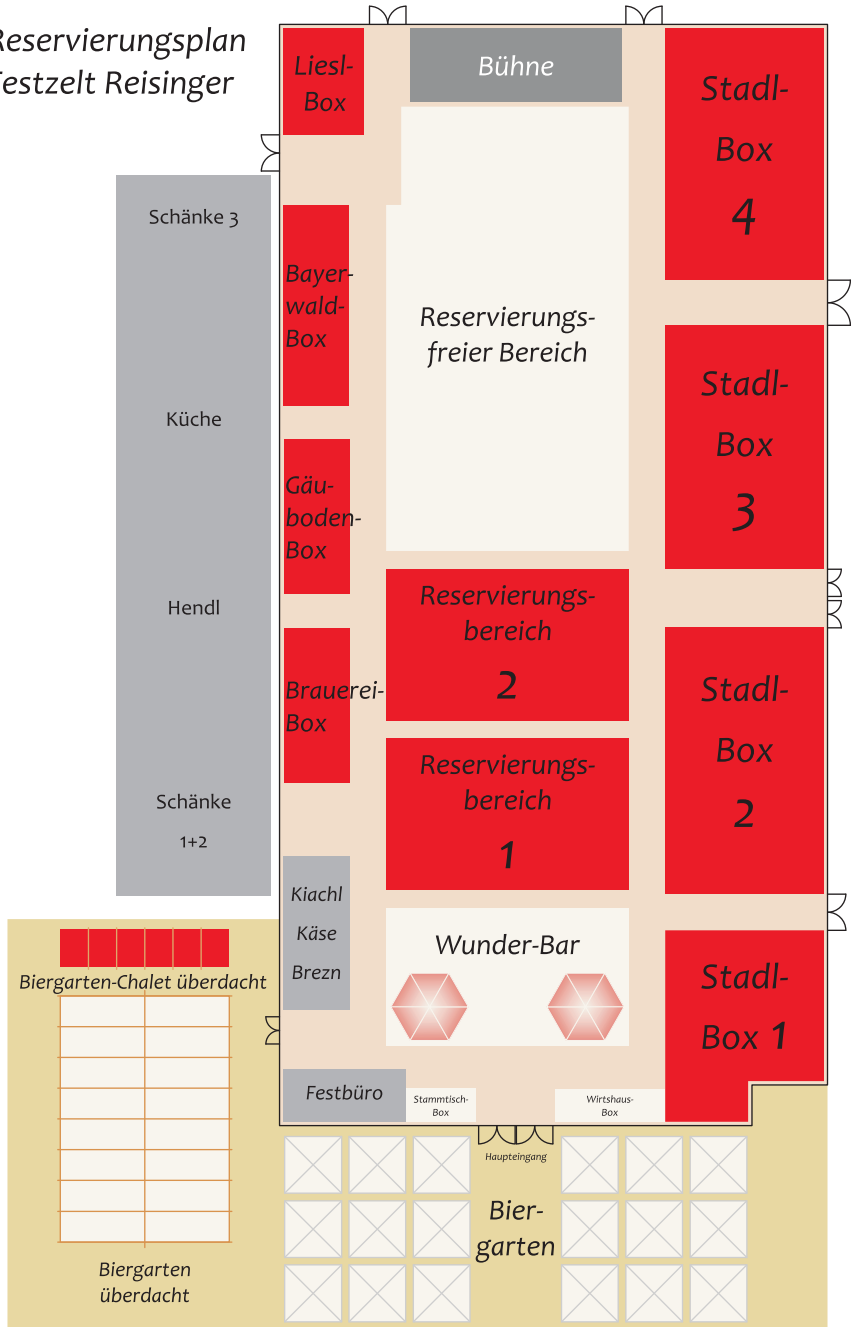 Reservierungsplan
Festzelt Reisinger
Liesl-
Box
Bühne
Stadl-
Box
4
Schänke 3
Bayer-
wald-
Box
Reservierungs-
freier Bereich
Küche
Stadl-
Box
3
Gäu-
boden-
Box
Hendl
Reservierungs-
bereich
2
Brauerei-
Box
Stadl-
Box
2
Reservierungs-
bereich
1
Schänke
1+2
Kiachl
Käse
Brezn
Wunder-Bar
Stadl-
Box 1
Biergarten-Chalet überdacht
Festbüro
Stammtisch-
Box
Wirtshaus-
Box
Haupteingang
Bier-
garten
Biergarten
überdacht